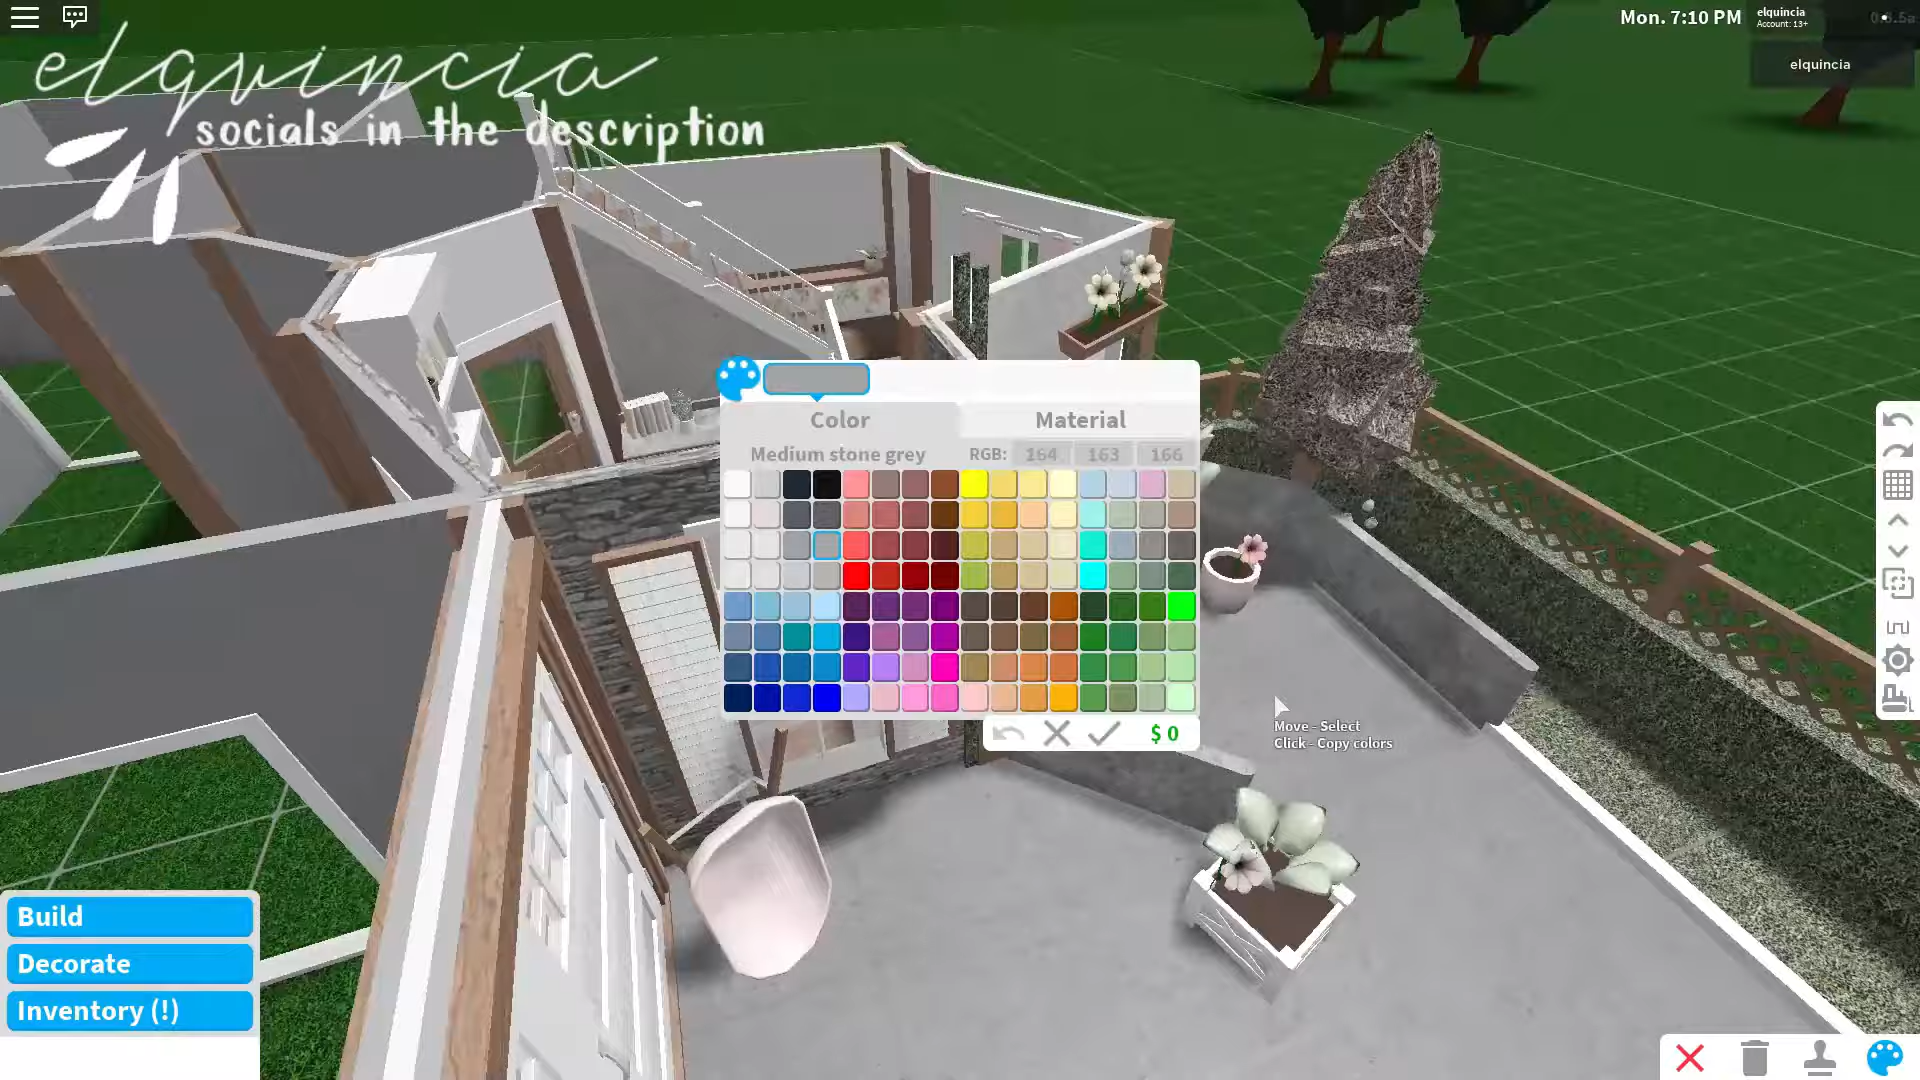 Mon. 7:10 PM
elquincia
Account: 13+
elquincia
elquincia
socials in the description
Color
Material
Medium stone grey
RGB: 164 163 166
$ 0
Move - Select
Click - Copy colors
Build
Decorate
Inventory (!)